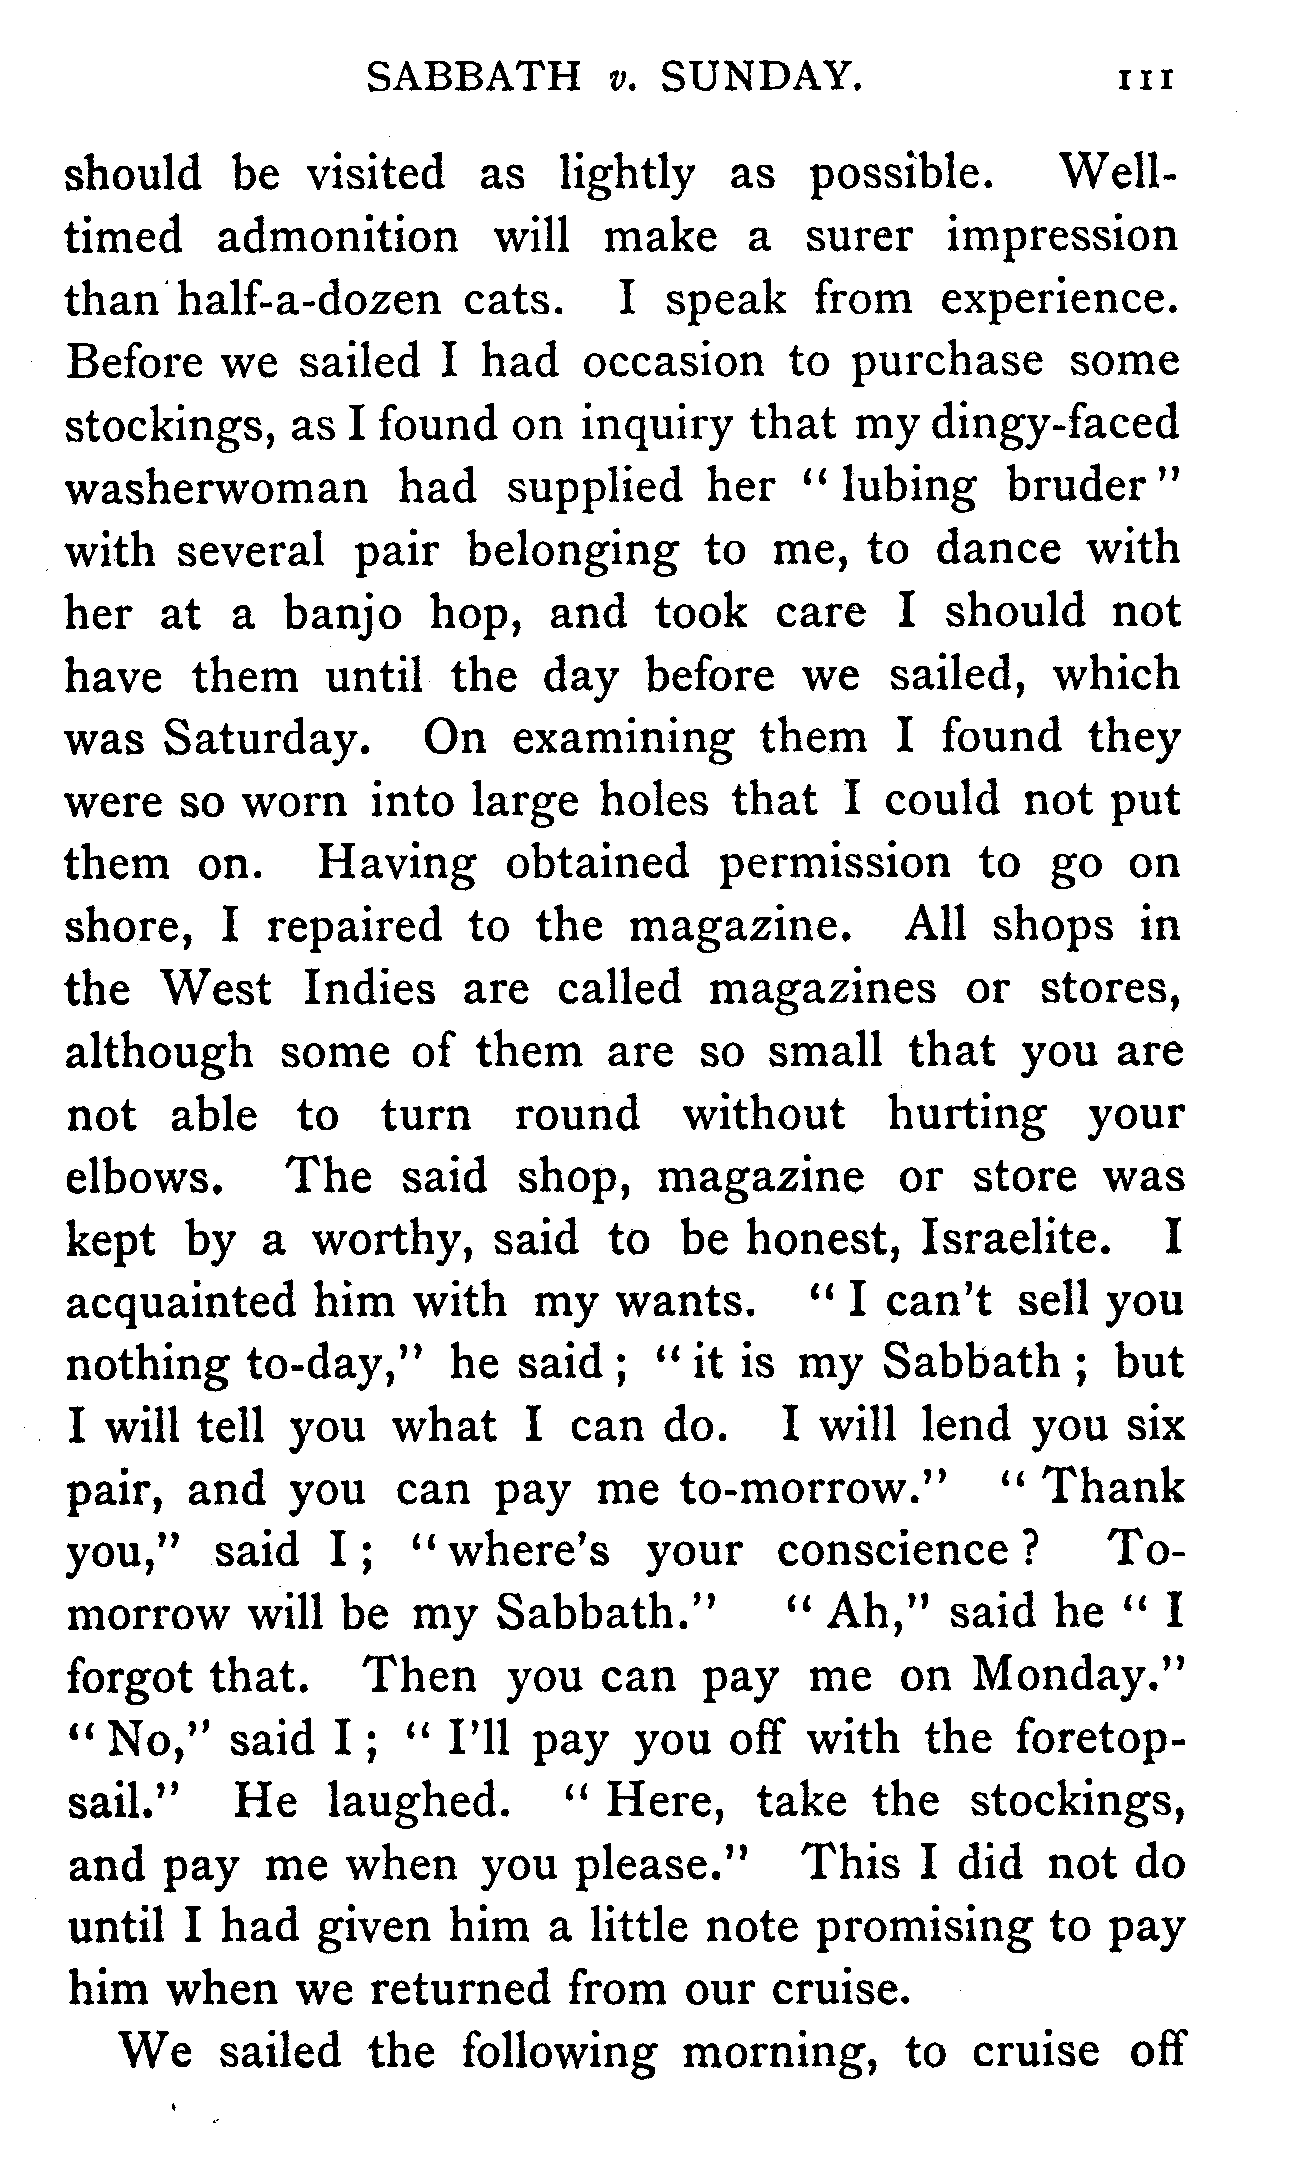 SABBATH v. SUNDAY. 111
should be visited as lightly as possible. Well-
timed admonition will make a surer impression
than half-a-dozen cats. I speak from experience.
Before we sailed I had occasion to purchase some
stockings, as I found on inquiry that my dingy-faced
washerwoman had supplied her "lubing bruder"
with several pair belonging to me, to dance with
her at a banjo hop, and took care I should not
have them until the day before we sailed, which
was Saturday. On examining them I found they
were so worn into large holes that I could not put
them on. Having obtained permission to go on
shore, I repaired to the magazine. All shops in
the West Indies are called magazines or stores,
although some of them are so small that you are
not able to turn round without hurting your
elbows. The said shop, magazine or store was
kept by a worthy, said to be honest, Israelite. I
acquainted him with my wants. "I can't sell you
nothing to-day," he said; "it is my Sabbath; but
I will tell you what I can do. I will lend you six
pair, and you can pay me to-morrow." "Thank
you," said I; "where's your conscience? To-
morrow will be my Sabbath." "Ah," said he "I
forgot that. Then you can pay me on Monday."
"No," said I; "I'll pay you off with the foretop-
sail." He laughed. "Here, take the stockings,
and pay me when you please." This I did not do
until I had given him a little note promising to pay
him when we returned from our cruise.
We sailed the following morning, to cruise off